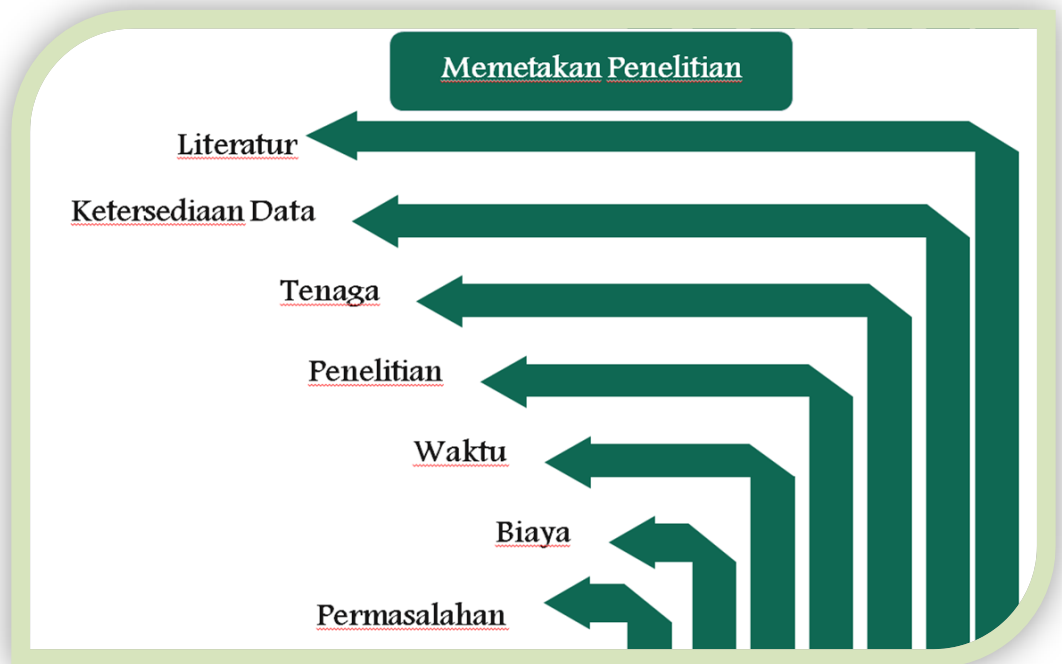 Memetakan Penelitian
Literatur
Ketersediaan Data
Tenaga
Penelitian
Waktu
Biaya
Permasalahan